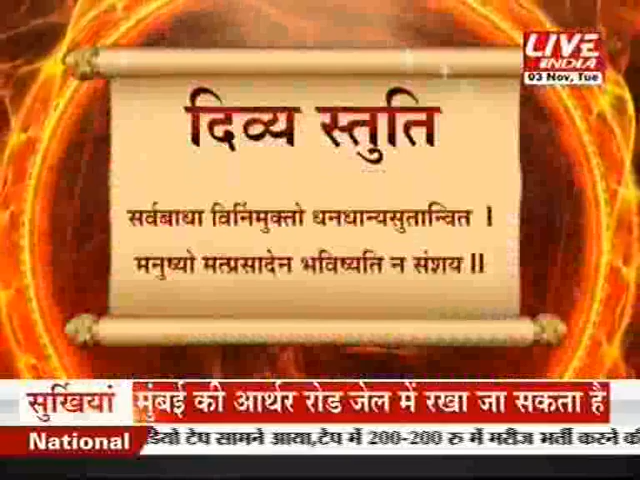 LIVE
INDIA
03 Nov, Tue
दिव्य स्तुति
सर्वबाधा विनिंमुक्तो धनधान्यसुतान्वित ।
मनुष्यो मत्प्रसादेन भविष्यति न संशय॥
सुर्खियां मुंबई की आर्थर रोड जेल में रखा जा सकता है
National डियो टेप सामने आया,टेप में 200-200 रु में मरीज भर्ती करने की